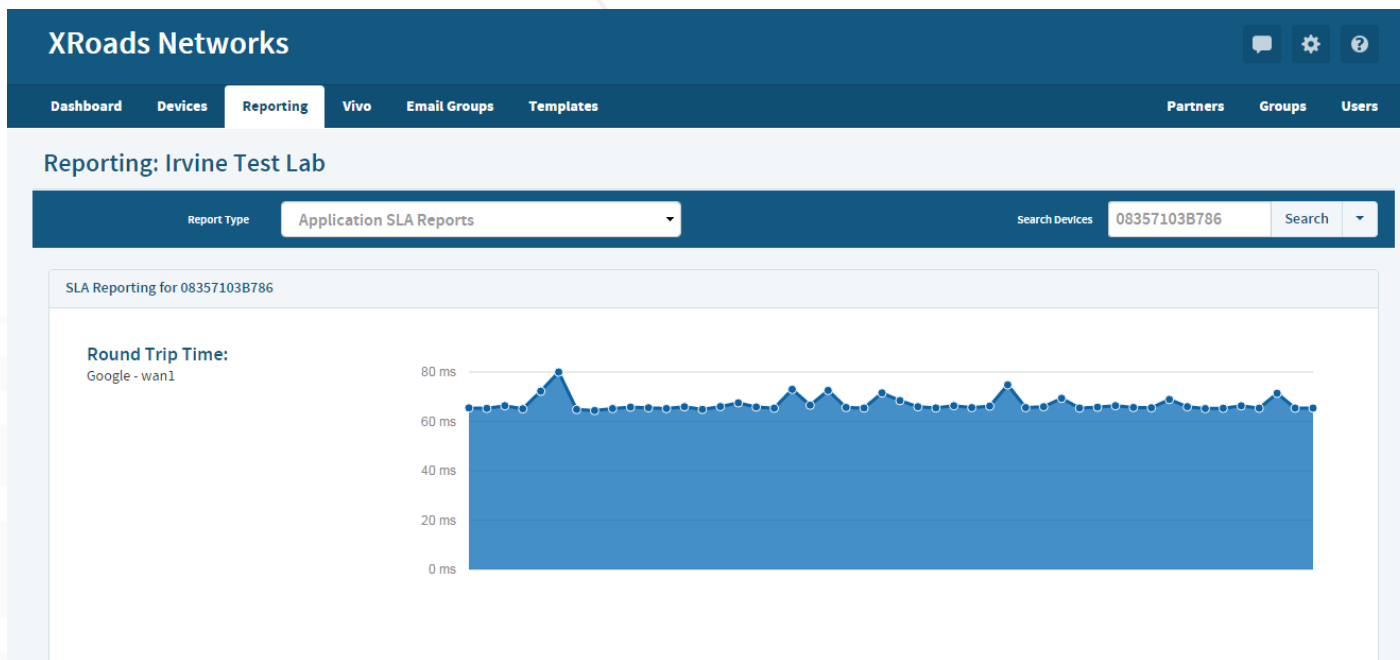 XRoads Networks
Dashboard Devices Reporting Vivo Email Groups Templates Partners Groups Users
Reporting: Irvine Test Lab
Report Type Application SLA Reports Search Devices 08357103B786 Search
SLA Reporting for 08357103B786
Round Trip Time:
Google - wan1
80 ms
60 ms
40 ms
20 ms
0 ms